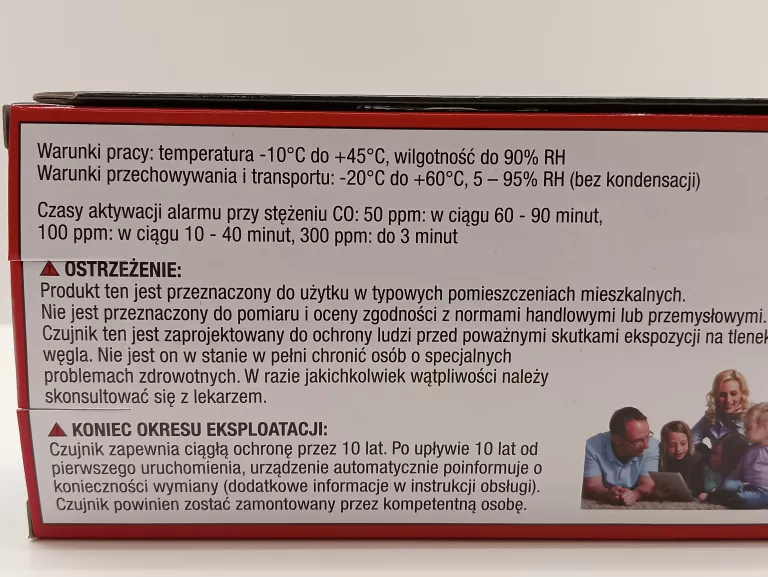 Warunki pracy: temperatura -10°C do +45°C, wilgotność do 90% RH
Warunki przechowywania i transportu: -20°C do +60°C, 5 – 95% RH (bez kondensacji)
Czasy aktywacji alarmu przy stężeniu CO: 50 ppm: w ciągu 60 - 90 minut,
100 ppm: w ciągu 10 - 40 minut, 300 ppm: do 3 minut
OSTRZEŻENIE:
Produkt ten jest przeznaczony do użytku w typowych pomieszczeniach mieszkalnych.
Nie jest przeznaczony do pomiaru i oceny zgodności z normami handlowymi lub przemysłowymi.
Czujnik ten jest zaprojektowany do ochrony ludzi przed poważnymi skutkami ekspozycji na tlenek
węgla. Nie jest on w stanie w pełni chronić osób o specjalnych
problemach zdrowotnych. W razie jakichkolwiek wątpliwości należy
skonsultować się z lekarzem.
KONIEC OKRESU EKSPLOATACJI:
Czujnik zapewnia ciągłą ochronę przez 10 lat. Po upływie 10 lat od
pierwszego uruchomienia, urządzenie automatycznie poinformuje o
konieczności wymiany (dodatkowe informacje w instrukcji obsługi).
Czujnik powinien zostać zamontowany przez kompetentną osobę.